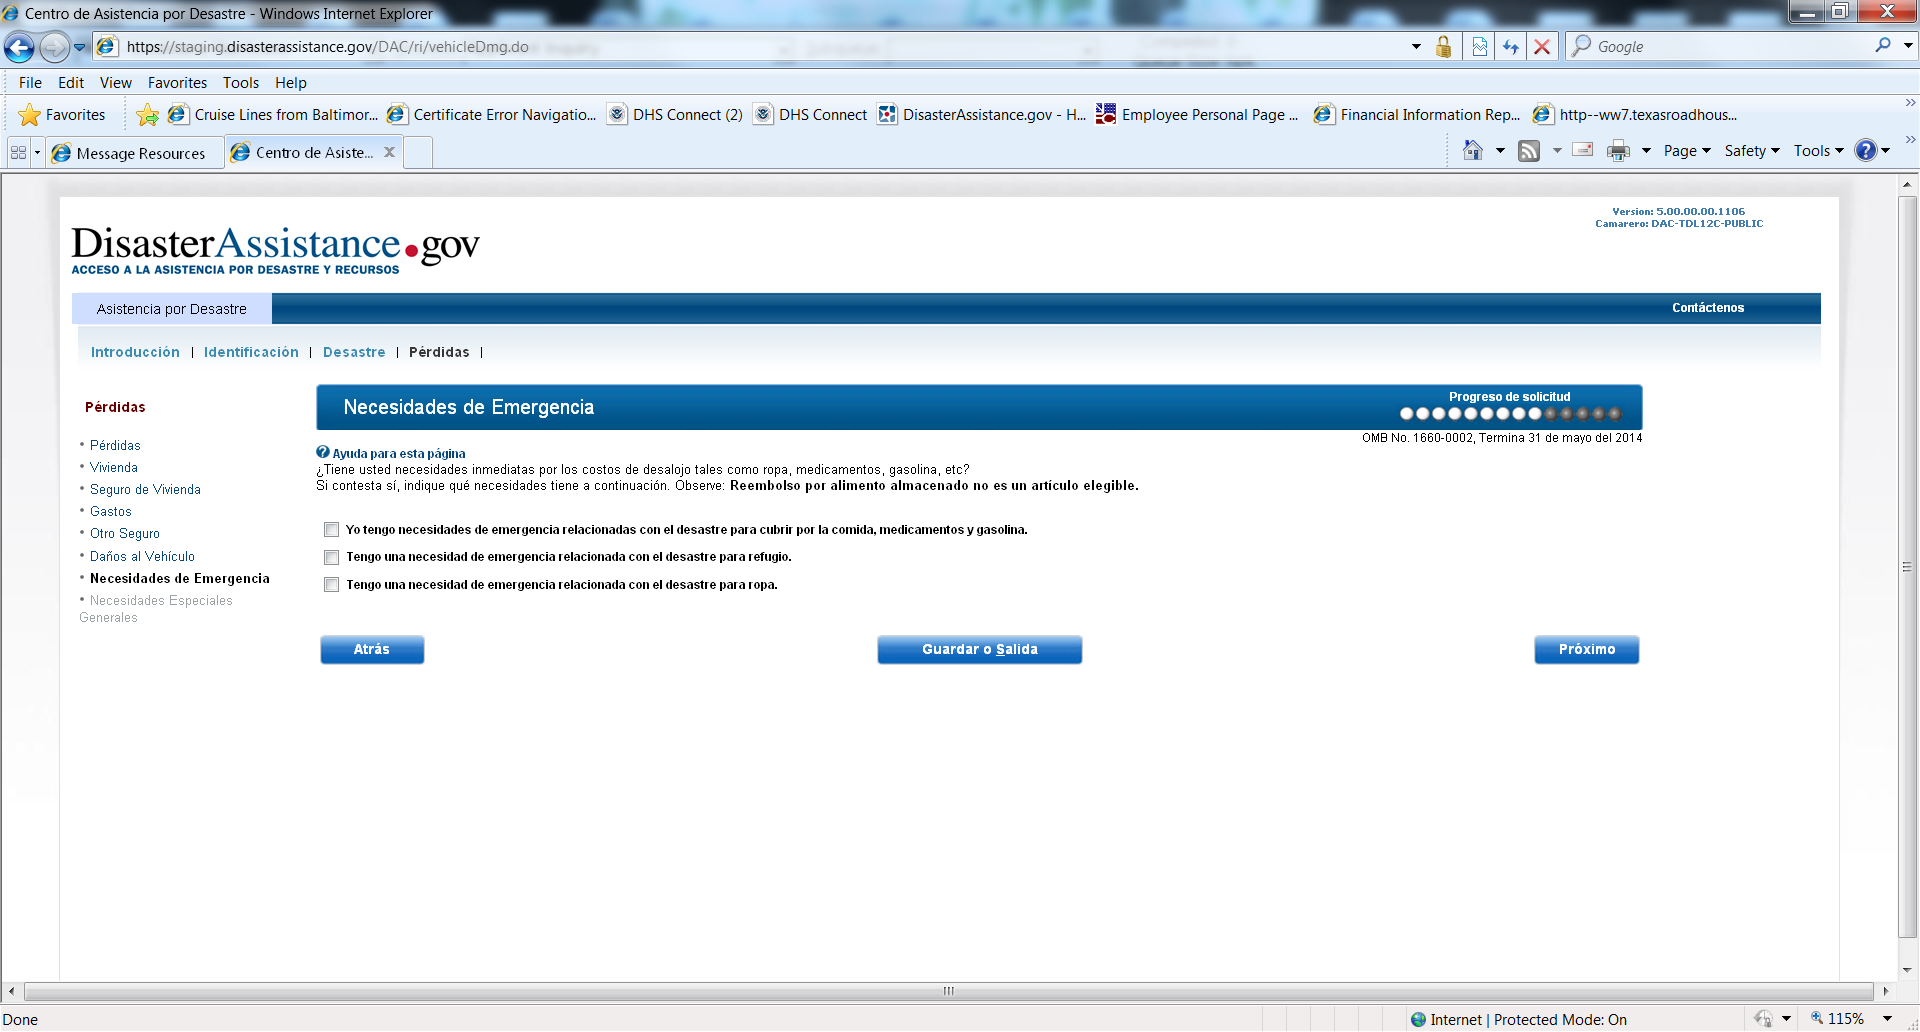 Centro de Asistencia por Desastre - Windows Internet Explorer
https://staging.disasterassistance.gov/DAC/ri/vehicleDmg.do
Google
File Edit View Favorites Tools Help
Favorites Cruise Lines from Baltimor... Certificate Error Navigatio... DHS Connect (2) DHS Connect DisasterAssistance.gov - H... Employee Personal Page ... Financial Information Rep... http--ww7.texasroadhous...
Message Resources Centro de Asiste... Page Safety Tools
Version: 5.00.00.00.1106
Camarero: DAC-TDL12C-PUBLIC
DisasterAssistance.gov
ACCESO A LA ASISTENCIA POR DESASTRE Y RECURSOS
Asistencia por Desastre Contáctenos
Introducción | Identificación | Desastre | Pérdidas |
Pérdidas
• Pérdidas
• Vivienda
• Seguro de Vivienda
• Gastos
• Otro Seguro
• Daños al Vehículo
• Necesidades de Emergencia
• Necesidades Especiales
Generales
Necesidades de Emergencia
Progreso de solicitud
OMB No. 1660-0002, Termina 31 de mayo del 2014
Ayuda para esta página
¿Tiene usted necesidades inmediatas por los costos de desalojo tales como ropa, medicamentos, gasolina, etc?
Si contesta sí, indique qué necesidades tiene a continuación. Observe: Reembolso por alimento almacenado no es un artículo elegible.
Yo tengo necesidades de emergencia relacionadas con el desastre para cubrir por la comida, medicamentos y gasolina.
Tengo una necesidad de emergencia relacionada con el desastre para refugio.
Tengo una necesidad de emergencia relacionada con el desastre para ropa.
Atrás Guardar o Salida Próximo
Done Internet | Protected Mode: On 115%